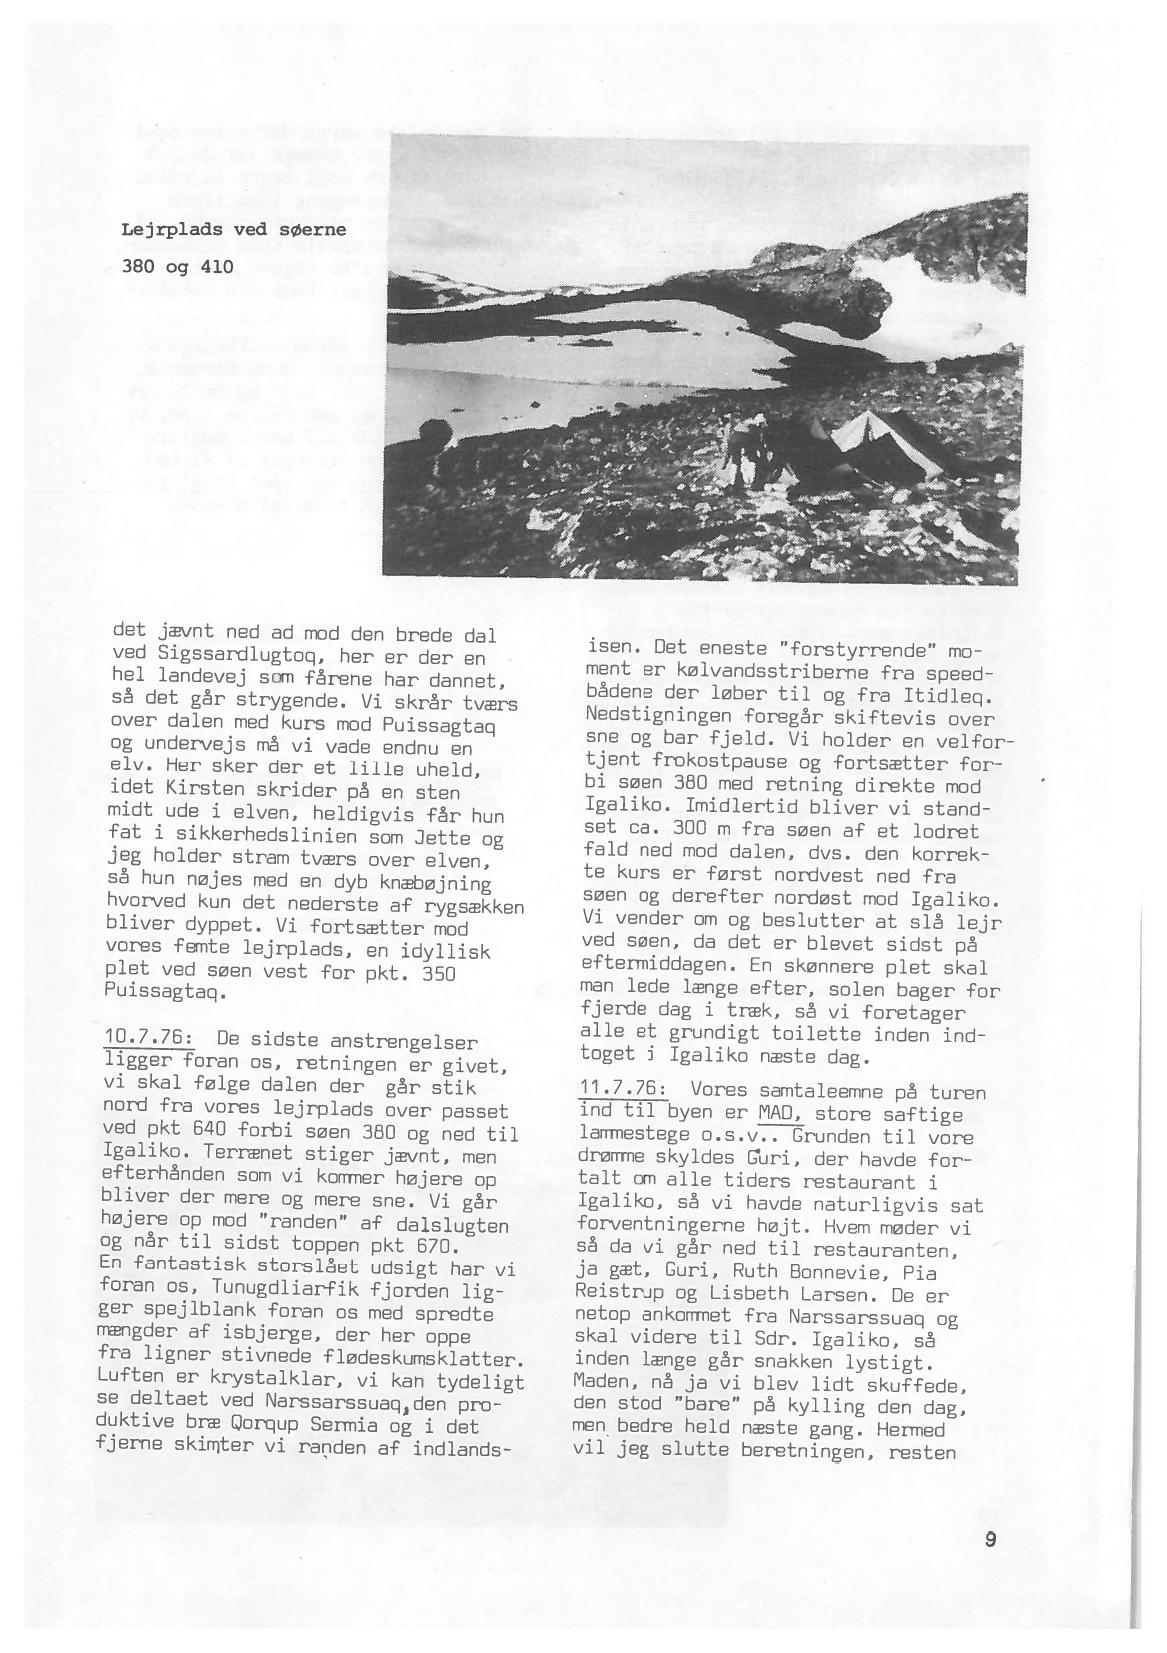 Lejrplads ved søerne
380 og 410
det jævnt ned ad mod den brede dal
ved Sigssardlugtoq, her er der en
hel landevej som fårene har dannet,
så det går strygende. Vi skrår tværs
over dalen med kurs mod Puissagtaq
og undervejs må vi vade endnu en
elv. Her sker der et lille uheld,
idet Kirsten skrider på en sten
midt ude i elven, heldigvis får hun
fat i sikkerhedslinien som Jette og
jeg holder stram tværs over elven,
så hun nøjes med en dyb knæbøjning
hvorved kun det nederste af rygsækken
bliver dyppet. Vi fortsætter mod
vores femte lejrplads, en idyllisk
plet ved søen vest for pkt. 350
Puissagtaq.
10.7.76: De sidste anstrengelser
ligger foran os, retningen er givet,
vi skal følge dalen der går stik
nord fra vores lejrplads over passet
ved pkt 640 forbi søen 380 og ned til
Igaliko. Terrænet stiger jævnt, men
efterhånden som vi kommer højere op
bliver der mere og mere sne. Vi går
højere op mod "randen" af dalslugten
og når til sidst toppen pkt 670.
En fantastisk storslået udsigt har vi
foran os, Tunugdliarfik fjorden lig-
ger spejlblank foran os med spredte
mængder af isbjerge, der her oppe
fra ligner stivnede flødeskumsklatter.
Luften er krystalklar, vi kan tydeligt
se deltaet ved Narssarssuaq, den pro-
duktive bræ Qorqup Sermia og i det
fjerne skimter vi randen af indlands-
isen. Det eneste "forstyrrende" mo-
ment er kølvandsstriberne fra speed-
bådene der løber til og fra Itidleq.
Nedstigningen foregår skiftevis over
sne og bar fjeld. Vi holder en velfor-
tjent frokostpause og fortsætter for-
bi søen 380 med retning direkte mod
Igaliko. Imidlertid bliver vi stand-
set ca. 300 m fra søen af et lodret
fald ned mod dalen, dvs. den korrek-
te kurs er først nordvest ned fra
søen og derefter nordøst mod Igaliko.
Vi vender om og beslutter at slå lejr
ved søen, da det er blevet sidst på
eftermiddagen. En skønnere plet skal
man lede længe efter, solen bager for
fjerde dag i træk, så vi foretager
alle et grundigt toilette inden ind-
toget i Igaliko næste dag.
11.7.76: Vores samtaleemne på turen
ind til byen er MAD, store saftige
lammestege o.s.v.. Grunden til vore
drømme skyldes Guri, der havde for-
talt om alle tiders restaurant i
Igaliko, så vi havde naturligvis sat
forventningerne højt. Hvem møder vi
så da vi går ned til restauranten,
ja gæt, Guri, Ruth Bonnevie, Pia
Reistrup og Lisbeth Larsen. De er
netop ankommet fra Narssarssuaq og
skal videre til Sdr. Igaliko, så
inden længe går snakken lystigt.
Maden, nå ja vi blev lidt skuffede,
den stod "bare" på kylling den dag,
men bedre held næste gang. Hermed
vil jeg slutte beretningen, resten
9